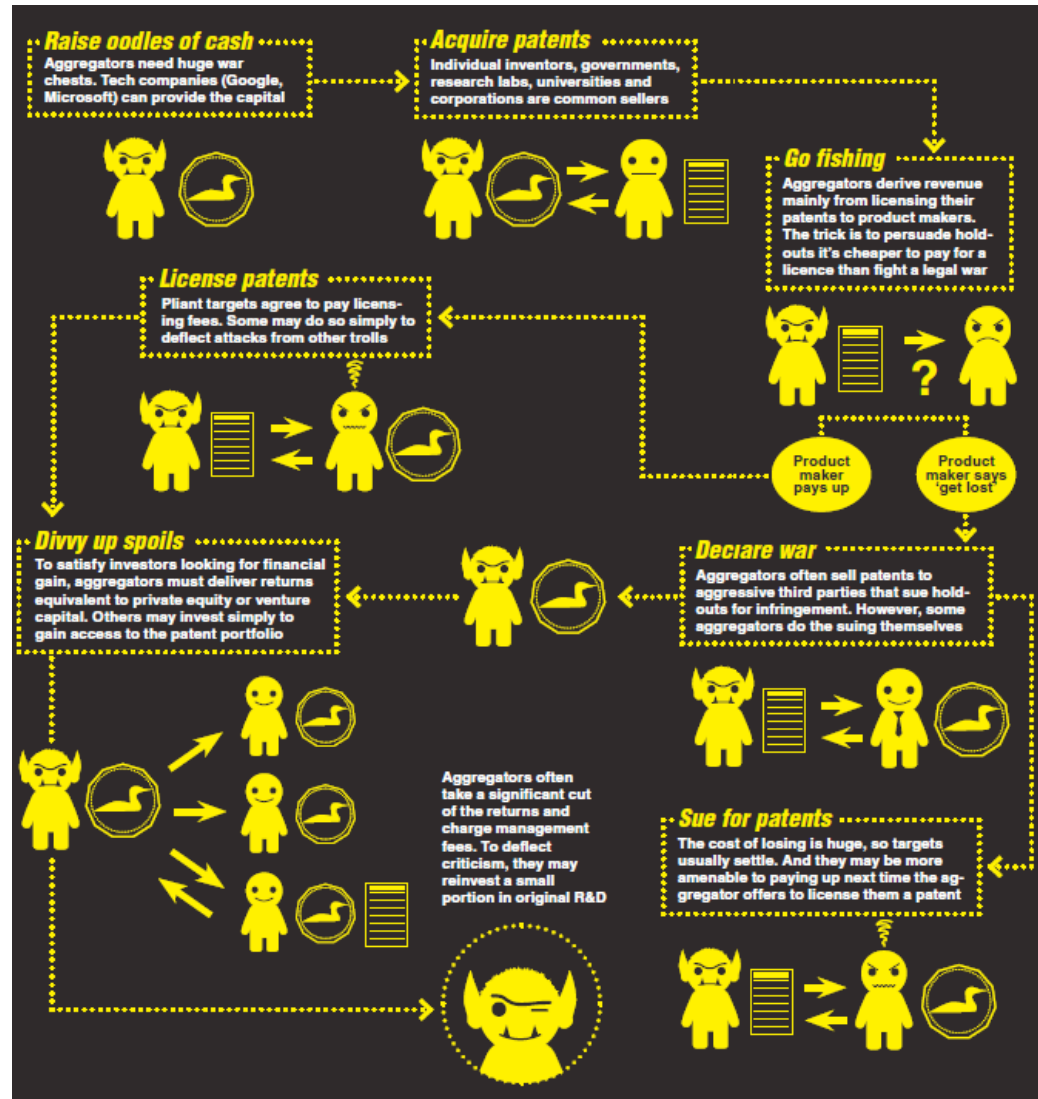 Raise oodles of cash
Aggregators need huge war
chests. Tech companies (Google,
Microsoft) can provide the capital
Acquire patents
Individual inventors, governments,
research labs, universities and
corporations are common sellers
Go fishing
Aggregators derive revenue
mainly from licensing their
patents to product makers.
The trick is to persuade hold-
outs it's cheaper to pay for a
licence than fight a legal war
License patents
Pliant targets agree to pay licens-
ing fees. Some may do so simply to
deflect attacks from other trolls
?
Product
maker
pays up
Product
maker says
'get lost'
Divvy up spoils
To satisfy investors looking for financial
gain, aggregators must deliver returns
equivalent to private equity or venture
capital. Others may invest simply to
gain access to the patent portfolio
Declare war
Aggregators often sell patents to
aggressive third parties that sue hold-
outs for infringement. However, some
aggregators do the suing themselves
Aggregators often
take a significant cut
of the returns and
charge management
fees. To deflect
criticism, they may
reinvest a small
portion in original R&D
Sue for patents
The cost of losing is huge, so targets
usually settle. And they may be more
amenable to paying up next time the ag-
gregator offers to license them a patent